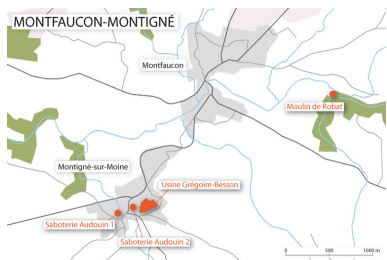 MONTFAUCON-MONTIGNÉ
Montfaucon
Moulin de Robat
Montigné-sur-Moine
Usine Grégoire-Besson
Saboterie Audouin 1
Saboterie Audouin 2
0 500 1000 m